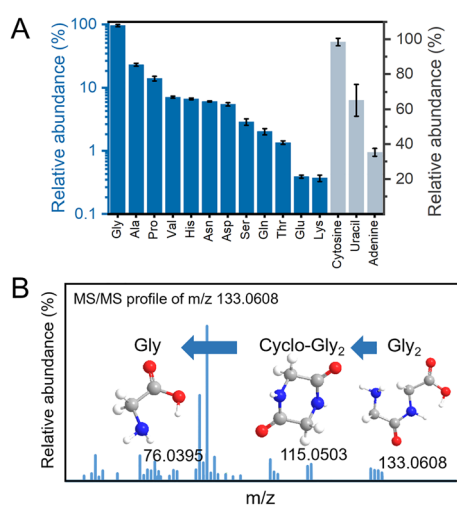 A
Relative abundance (%)
100
10
1
0.1
100
80
60
40
20
Relative abundance (%)
Gly
Ala
Pro
Val
His
Asn
Asp
Ser
Gln
Thr
Glu
Lys
Cytosine
Uracil
Adenine
B
Relative abundance (%)
MS/MS profile of m/z 133.0608
Gly
Cyclo-Gly2
Gly2
76.0395
115.0503
133.0608
m/z